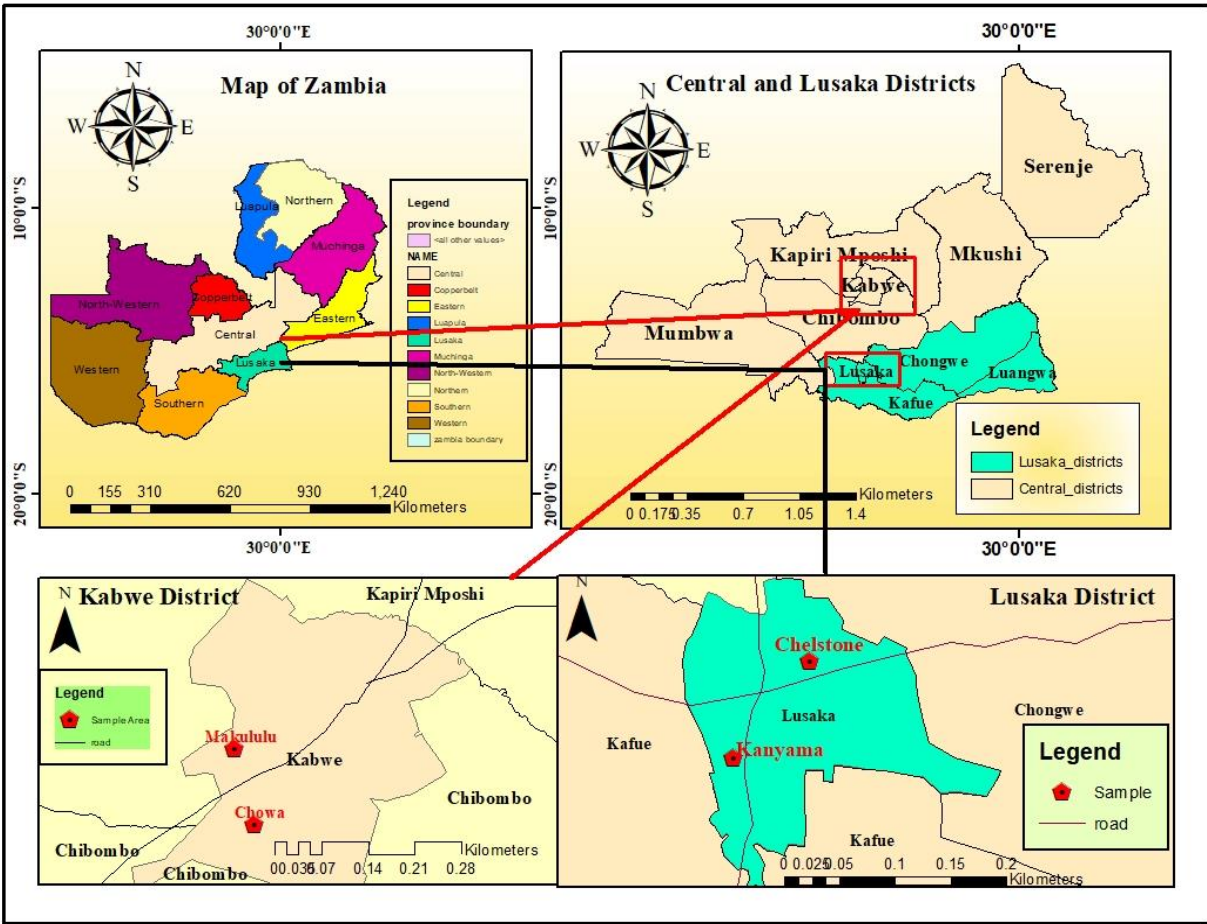 30°0'0"E
Map of Zambia
N
W
E
S
10°0'0"S
20°0'0"S
Luapula
Northern
Muchinga
North-Western
Copperbelt
Eastern
Central
Lusaka
Western
Southern
Legend
province boundary
<all other values>
NAME
Central
Copperbelt
Eastern
Luapula
Lusaka
Muchinga
North-Western
Northern
Southern
Western
zambia boundary
0 155 310 620 930 1,240
Kilometers
30°0'0"E
30°0'0"E
Central and Lusaka Districts
N
W
E
S
10°0'0"S
20°0'0"S
Serenje
Kapiri Mposhi
Mkushi
Kabwe
Chibombo
Mumbwa
Chongwe
Lusaka
Luangwa
Kafue
Legend
Lusaka_districts
Central_districts
Kilometers
0 0.175 0.35 0.7 1.05 1.4
30°0'0"E
N
Kabwe District
Kapiri Mposhi
Legend
Sample Area
road
Makululu
Kabwe
Chowa
Chibombo
Chibombo
Chibombo
Kilometers
0 0.035 0.07 0.14 0.21 0.28
N
Lusaka District
Chelstone
Lusaka
Chongwe
Kafue
Kanyama
Kafue
Legend
Sample
road
0 0.025 0.05 0.1 0.15 0.2
Kilometers